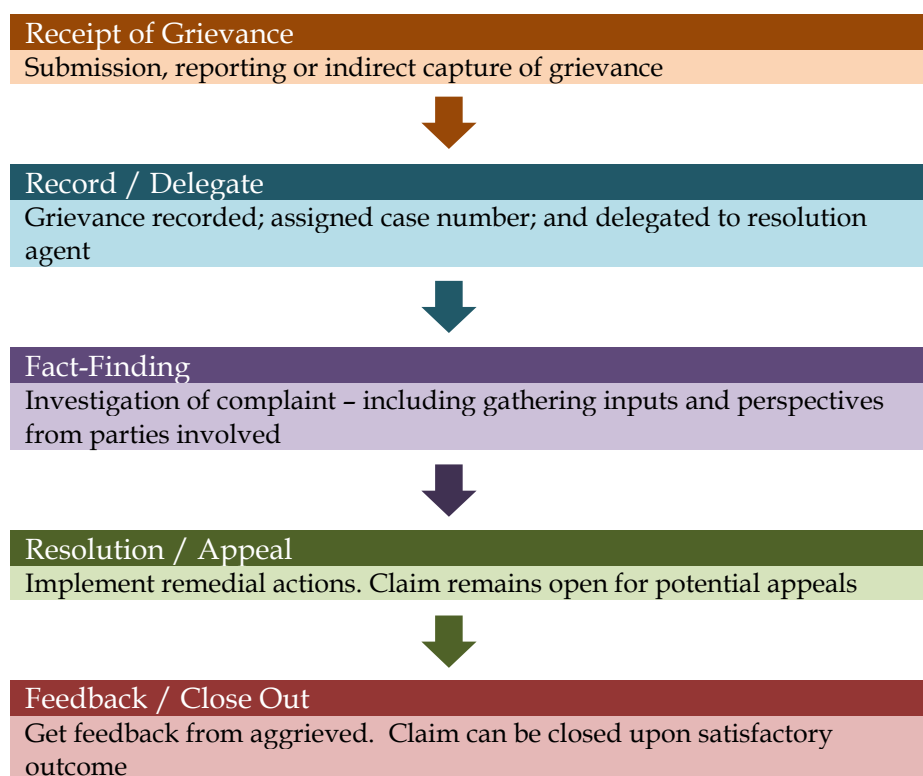 Receipt of Grievance
Submission, reporting or indirect capture of grievance
Record / Delegate
Grievance recorded; assigned case number; and delegated to resolution
agent
Fact-Finding
Investigation of complaint – including gathering inputs and perspectives
from parties involved
Resolution / Appeal
Implement remedial actions. Claim remains open for potential appeals
Feedback / Close Out
Get feedback from aggrieved.  Claim can be closed upon satisfactory
outcome